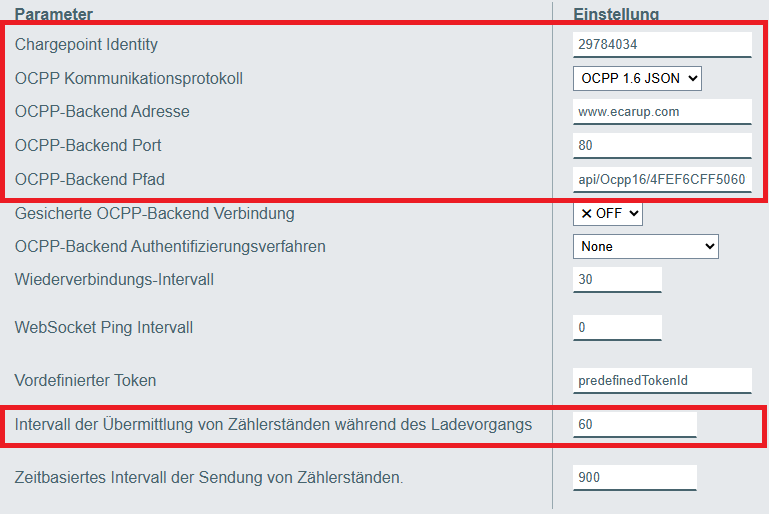 Parameter Einstellung
Chargepoint Identity 29784034
OCPP Kommunikationsprotokoll OCPP 1.6 JSON
OCPP-Backend Adresse www.ecarup.com
OCPP-Backend Port 80
OCPP-Backend Pfad api/Ocpp16/4FEF6CFF5060
Gesicherte OCPP-Backend Verbindung ✕ OFF
OCPP-Backend Authentifizierungsverfahren None
Wiederverbindungs-Intervall 30
WebSocket Ping Intervall 0
Vordefinierter Token predefinedTokenId
Intervall der Übermittlung von Zählerständen während des Ladevorgangs 60
Zeitbasiertes Intervall der Sendung von Zählerständen. 900